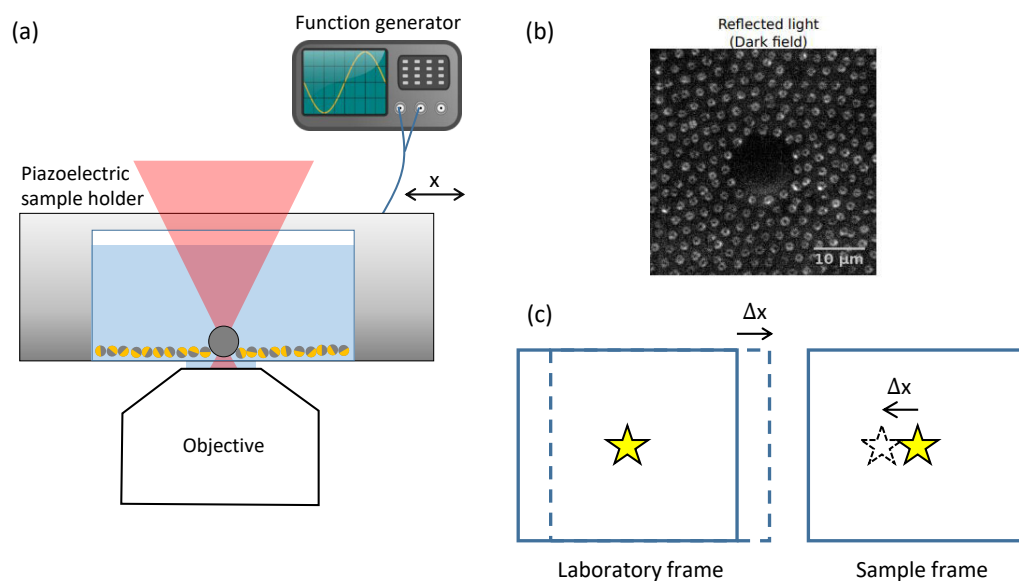 (a)
Function generator
Piazoelectric
sample holder
x
Objective
(b)
Reflected light
(Dark field)
10 μm
(c)
Δx
Δx
Laboratory frame
Sample frame